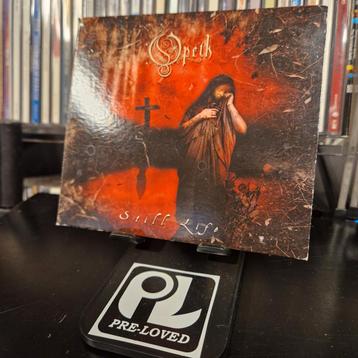 Opeth
Still Life
PL
PRE-LOVED